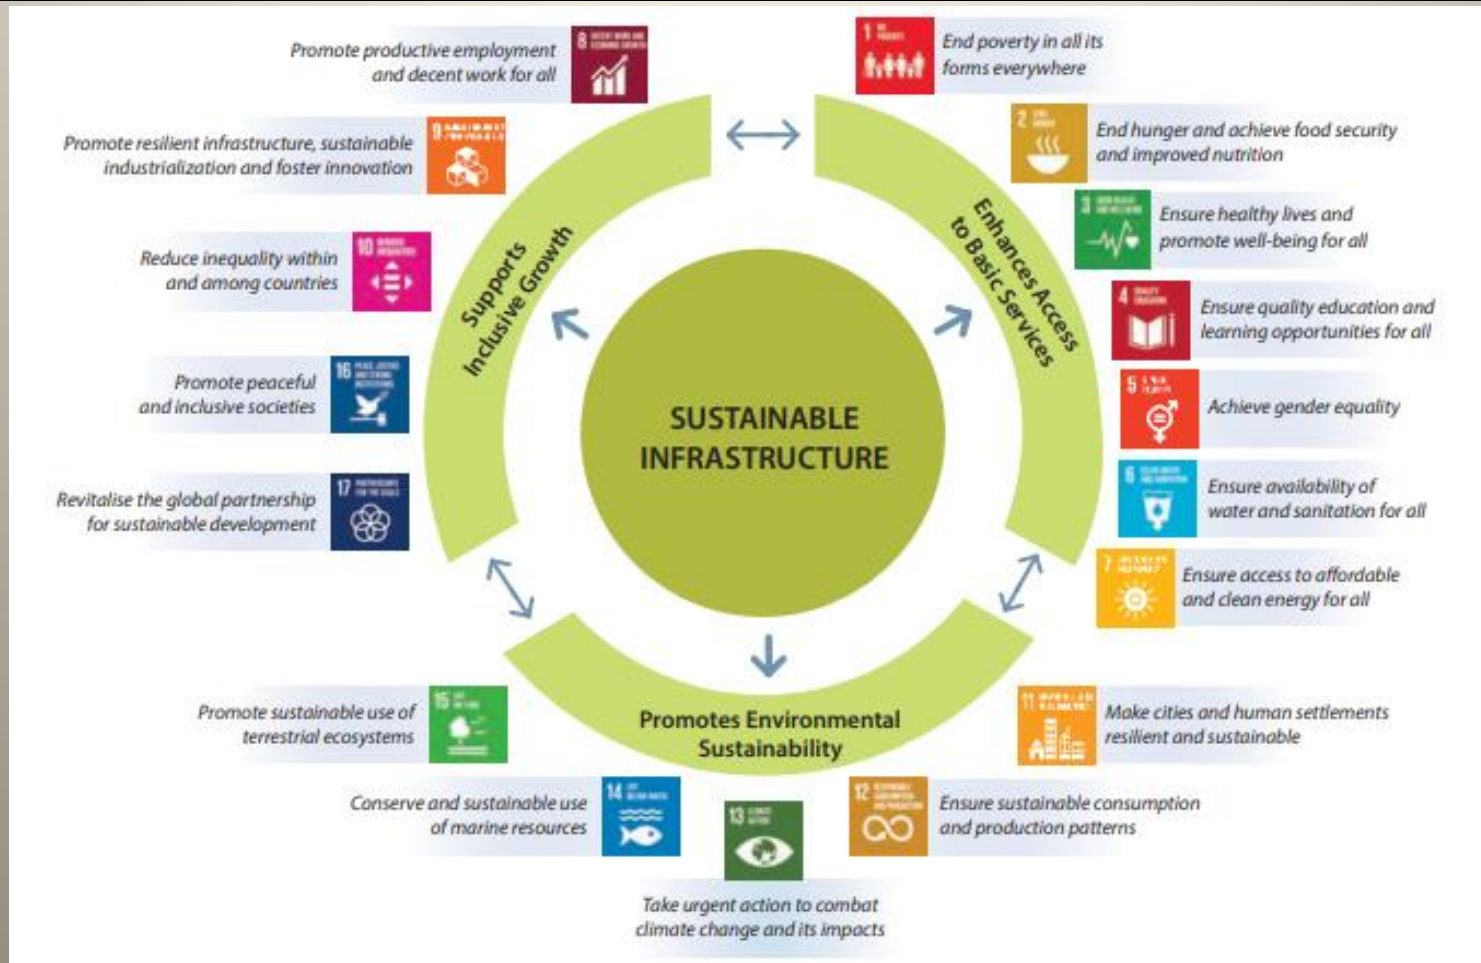 Promote productive employment
and decent work for all
8
1
End poverty in all its
forms everywhere
Promote resilient infrastructure, sustainable
industrialization and foster innovation
9
2
End hunger and achieve food security
and improved nutrition
3
Ensure healthy lives and
promote well-being for all
Reduce inequality within
and among countries
10
4
Ensure quality education and
learning opportunities for all
Supports
Inclusive Growth
Enhances Access
to Basic Services
Promote peaceful
and inclusive societies
16
SUSTAINABLE
INFRASTRUCTURE
5
Achieve gender equality
6
Ensure availability of
water and sanitation for all
Revitalise the global partnership
for sustainable development
17
7
Ensure access to affordable
and clean energy for all
Promotes Environmental
Sustainability
Promote sustainable use of
terrestrial ecosystems
15
11
Make cities and human settlements
resilient and sustainable
Conserve and sustainable use
of marine resources
14
13
12
Ensure sustainable consumption
and production patterns
Take urgent action to combat
climate change and its impacts